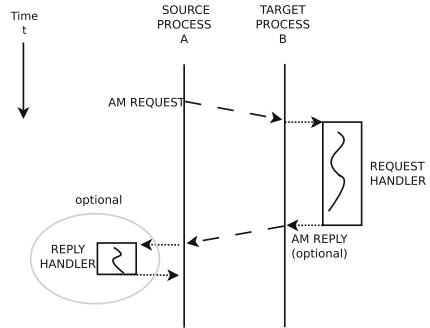 Time
t
SOURCE
PROCESS
A
TARGET
PROCESS
B
AM REQUEST
REQUEST
HANDLER
optional
AM REPLY
(optional)
REPLY
HANDLER